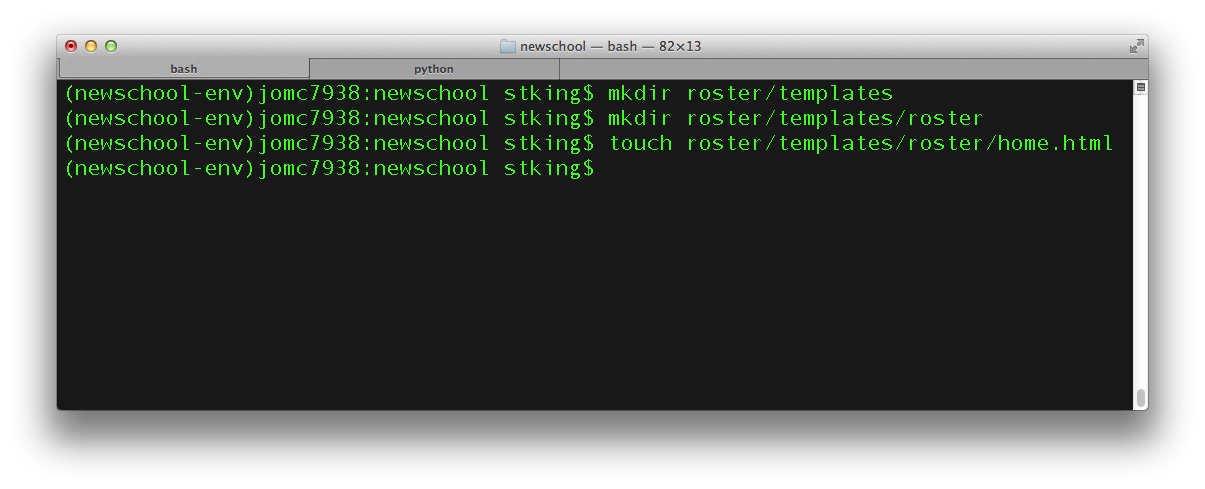 newschool — bash — 82×13
bash python
(newschool-env)jomc7938:newschool stking$ mkdir roster/templates
(newschool-env)jomc7938:newschool stking$ mkdir roster/templates/roster
(newschool-env)jomc7938:newschool stking$ touch roster/templates/roster/home.html
(newschool-env)jomc7938:newschool stking$